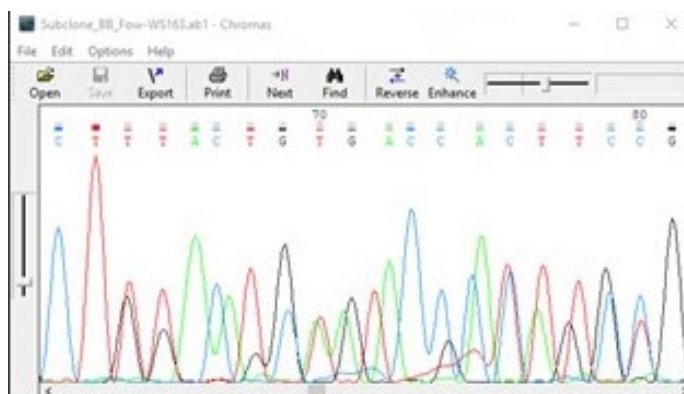 Subclone_BB_Fow-WS163.ab1 - Chromas
File Edit Options Help
Open Save Export Print Next Find Reverse Enhance
70 80
C T T T A C T G T G A C C A C T T C C G